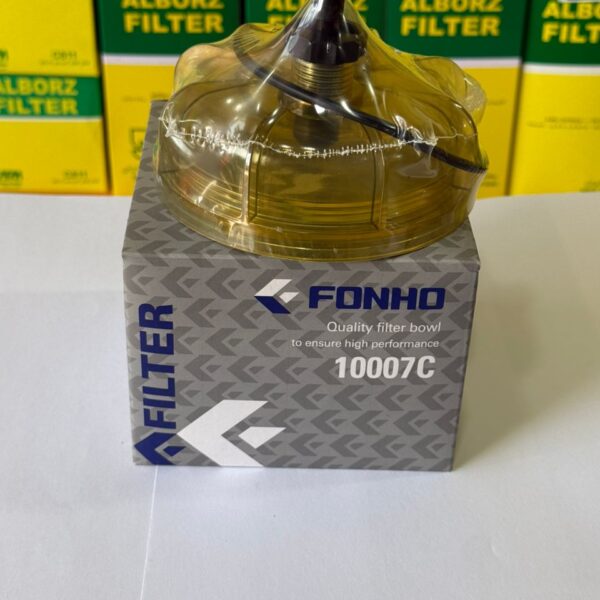 ALBORZ
FILTER
ALBORZ
FILTER
ALBORZ
FILTER
ALBORZ
FILTER
FONHO
Quality filter bowl
to ensure high performance
10007C
FILTER